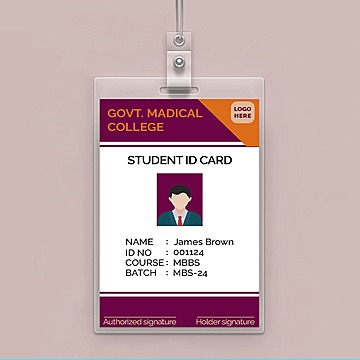 GOVT. MADICAL
COLLEGE
LOGO
HERE
STUDENT ID CARD
NAME : James Brown
ID NO : 001124
COURSE : MBBS
BATCH : MBS-24
Authorized signature
Holder signature